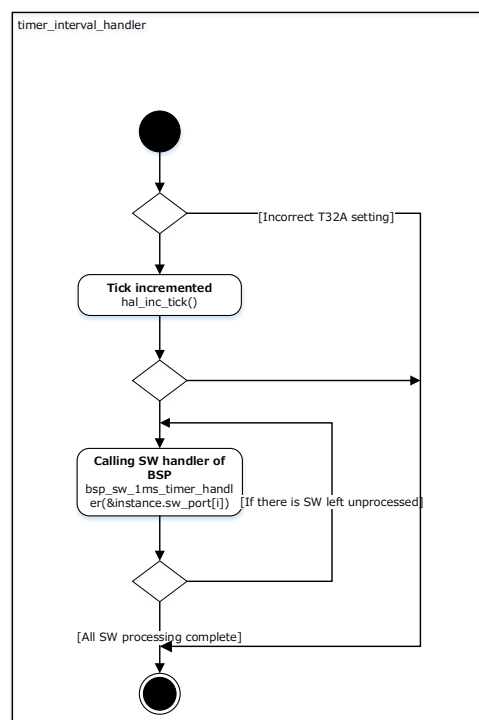 timer_interval_handler
[Incorrect T32A setting]
Tick incremented
hal_inc_tick()
Calling SW handler of
BSP
bsp_sw_1ms_timer_handl
er(&instance.sw_port[i])
[If there is SW left unprocessed]
[All SW processing complete]